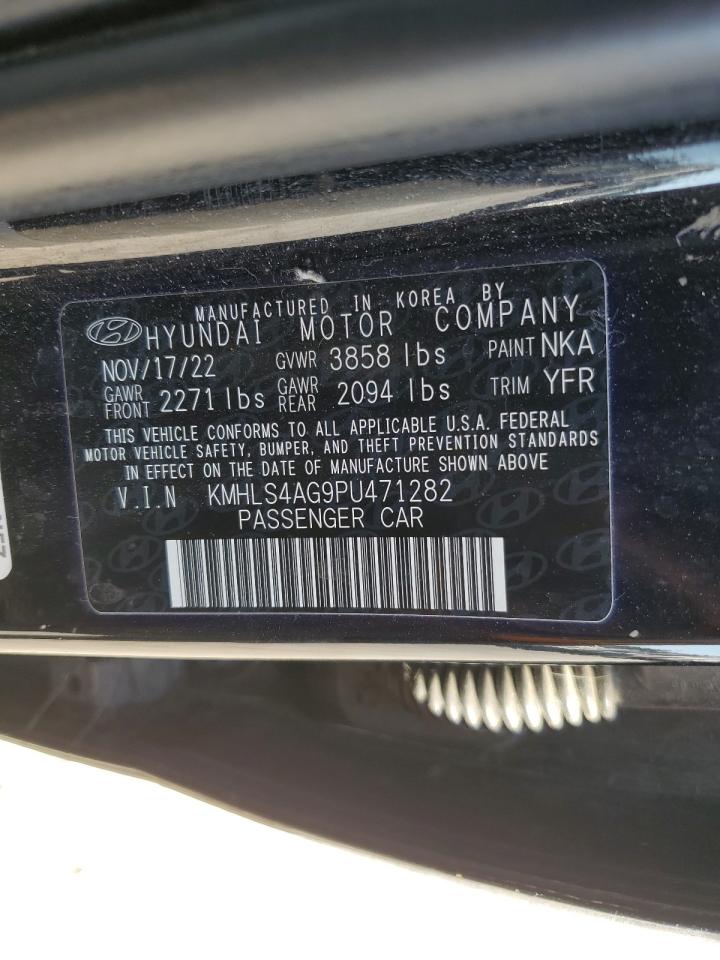 MANUFACTURED IN KOREA BY
HYUNDAI MOTOR COMPANY
NOV/17/22 GVWR 3858 lbs PAINT NKA
GAWR FRONT 2271 lbs GAWR REAR 2094 lbs TRIM YFR
THIS VEHICLE CONFORMS TO ALL APPLICABLE U.S.A. FEDERAL
MOTOR VEHICLE SAFETY, BUMPER, AND THEFT PREVENTION STANDARDS
IN EFFECT ON THE DATE OF MANUFACTURE SHOWN ABOVE
V.I.N KMHLS4AG9PU471282
PASSENGER CAR